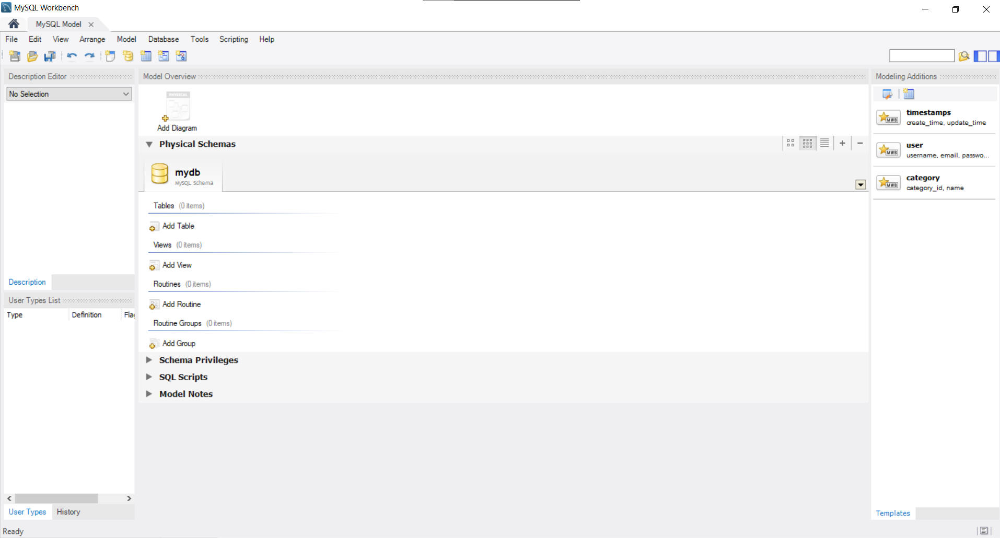 MySQL Workbench
MySQL Model
File Edit View Arrange Model Database Tools Scripting Help
Description Editor
No Selection
Description
User Types List
Type Definition Fla
User Types History
Ready
Model Overview
PHYSICAL
Add Diagram
Physical Schemas
mydb
MySQL Schema
Tables (0 items)
Add Table
Views (0 items)
Add View
Routines (0 items)
Add Routine
Routine Groups (0 items)
Add Group
Schema Privileges
SQL Scripts
Model Notes
Modeling Additions
MWB
timestamps
create_time, update_time
MWB
user
username, email, passwo...
MWB
category
category_id, name
Templates